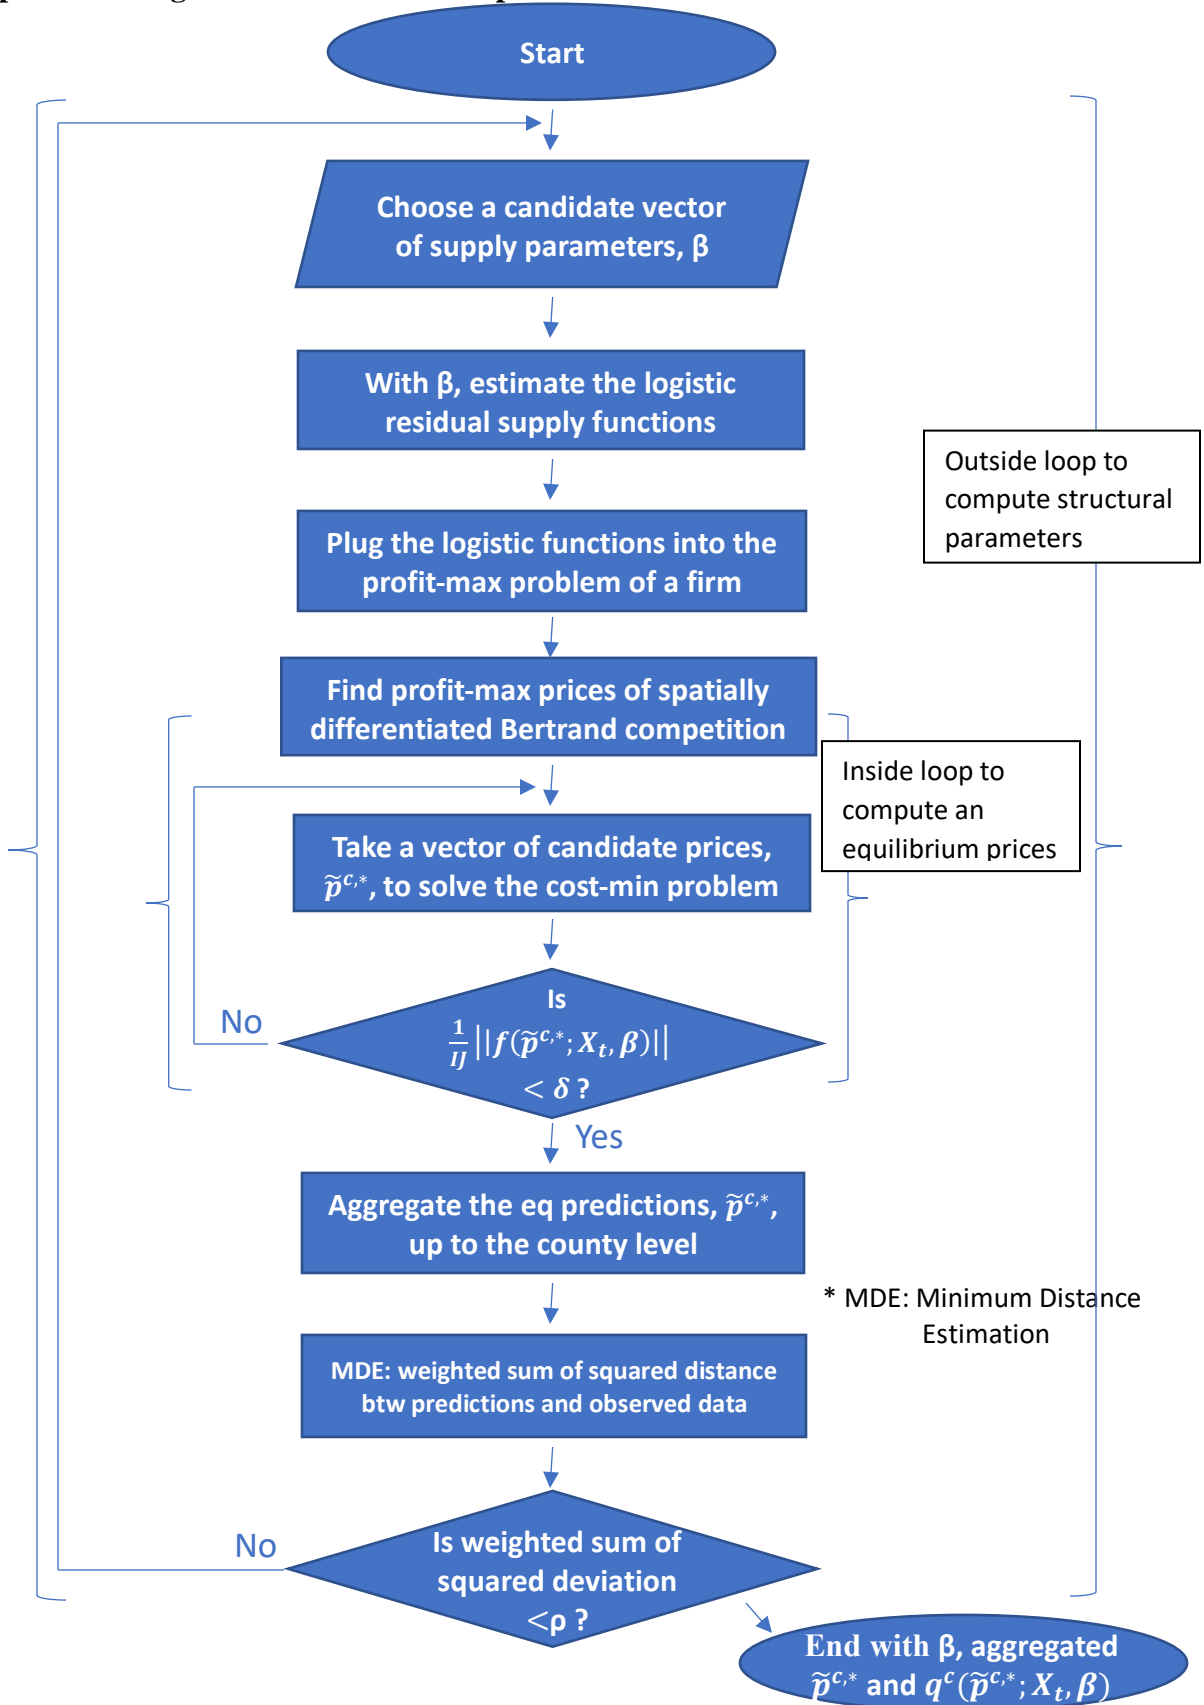 Start
Choose a candidate vector
of supply parameters, β
With β, estimate the logistic
residual supply functions
Plug the logistic functions into the
profit-max problem of a firm
Find profit-max prices of spatially
differentiated Bertrand competition
Outside loop to
compute structural
parameters
Inside loop to
compute an
equilibrium prices
Take a vector of candidate prices,
p̃^{c,*}, to solve the cost-min problem
Is
\frac{1}{IJ} ||f(p̃^{c,*}; X_t, β)||
< δ ?
No
Yes
Aggregate the eq predictions, p̃^{c,*},
up to the county level
* MDE: Minimum Distance
Estimation
MDE: weighted sum of squared distance
btw predictions and observed data
No
Is weighted sum of
squared deviation
<ρ ?
End with β, aggregated
p̃^{c,*} and q^c(p̃^{c,*}; X_t, β)